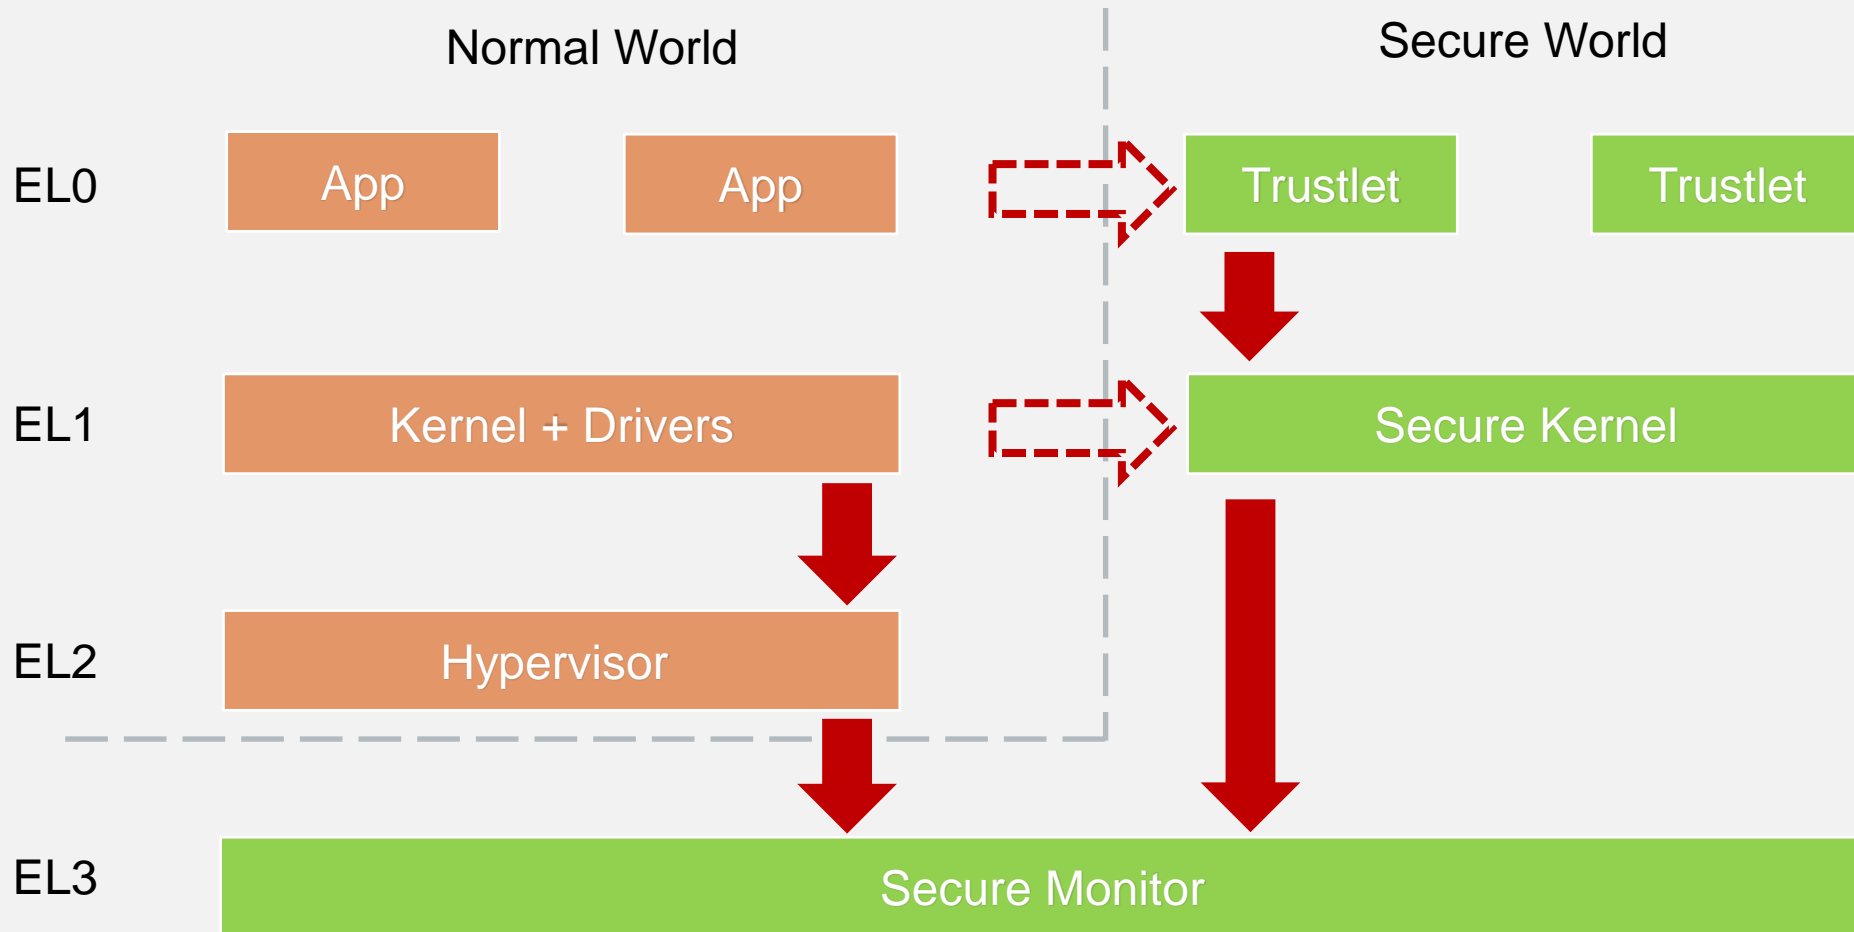 Normal World
Secure World
EL0
App
App
Trustlet
Trustlet
EL1
Kernel + Drivers
Secure Kernel
EL2
Hypervisor
EL3
Secure Monitor